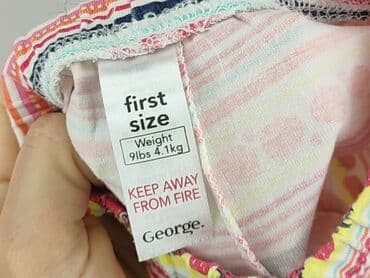 first
size
Weight
9lbs 4.1kg
KEEP AWAY
FROM FIRE
George.